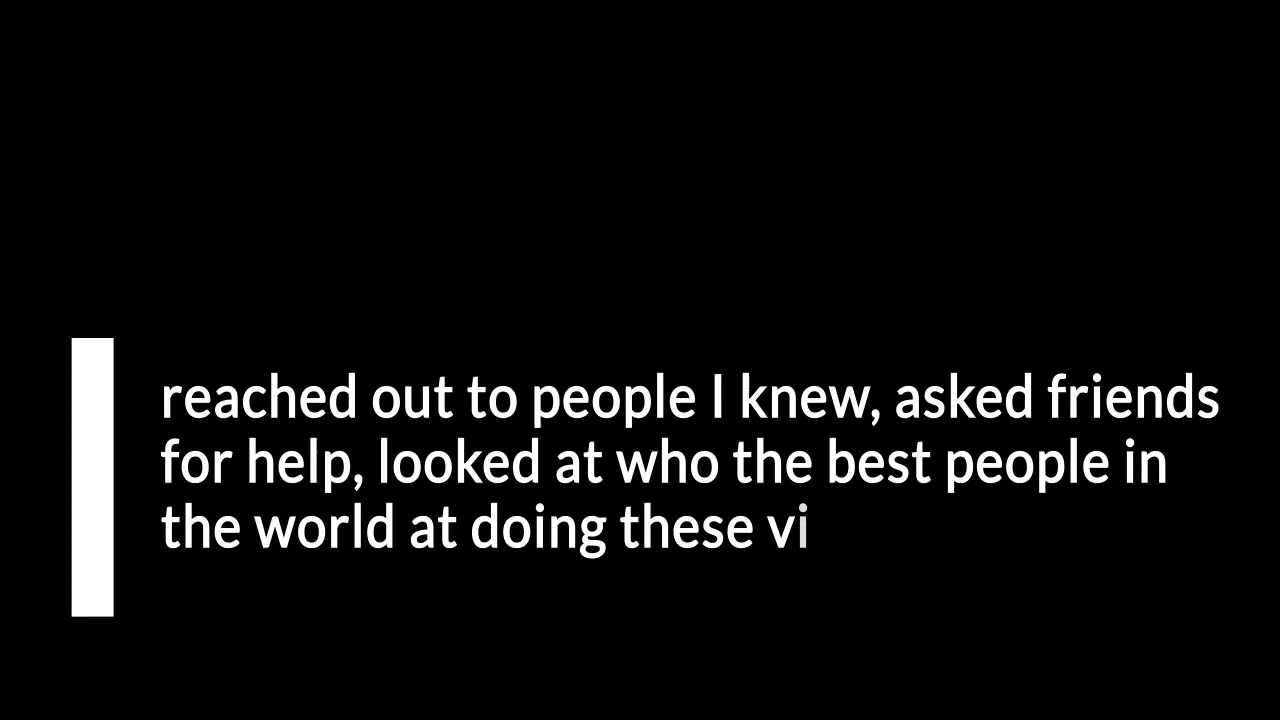 reached out to people I knew, asked friends
for help, looked at who the best people in
the world at doing these vi